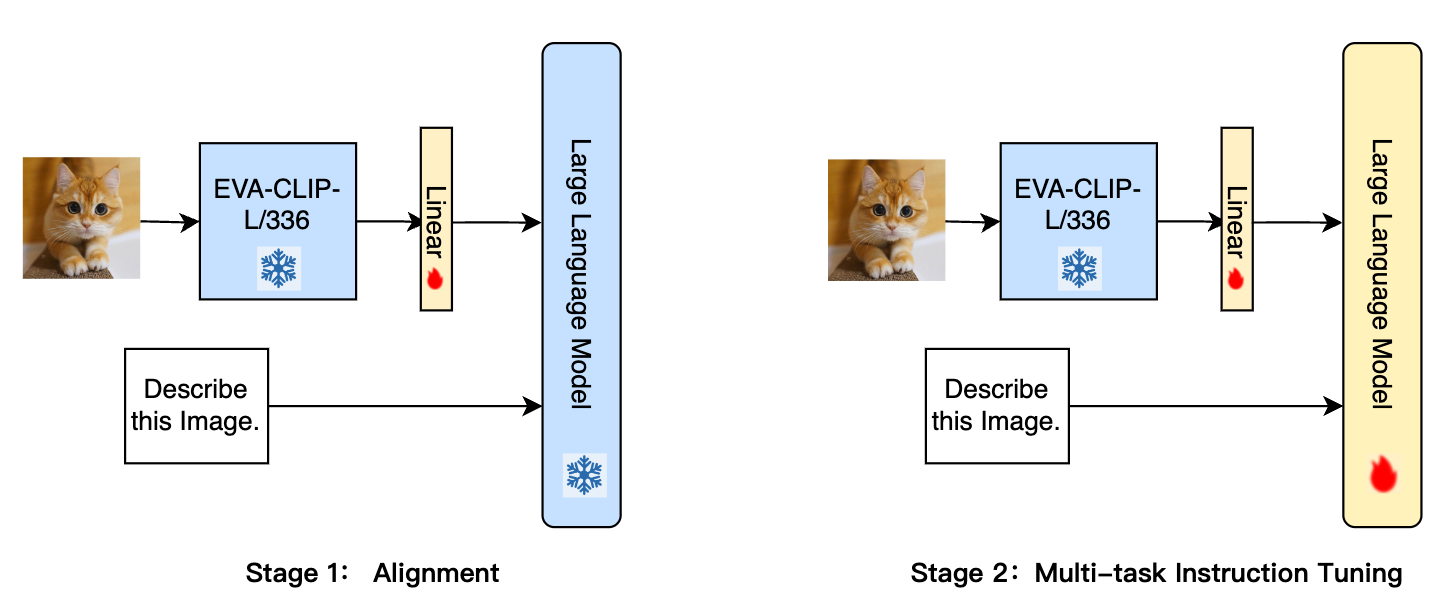 EVA-CLIP-
L/336
Linear
Large Language Model
Describe
this Image.
Stage 1: Alignment
EVA-CLIP-
L/336
Linear
Large Language Model
Describe
this Image.
Stage 2: Multi-task Instruction Tuning